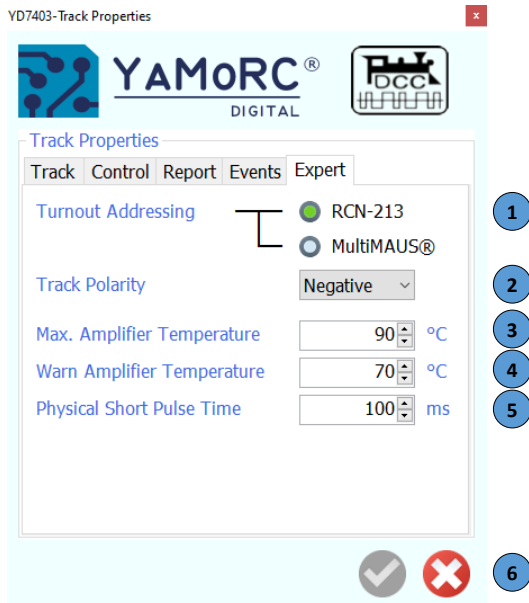 YD7403-Track Properties
x
YAMORC®
DIGITAL
DCC
Track Properties
Track Control Report Events Expert
Turnout Addressing RCN-213 1
MultiMAUS®
Track Polarity Negative 2
Max. Amplifier Temperature 90 °C 3
Warn Amplifier Temperature 70 °C 4
Physical Short Pulse Time 100 ms 5
6